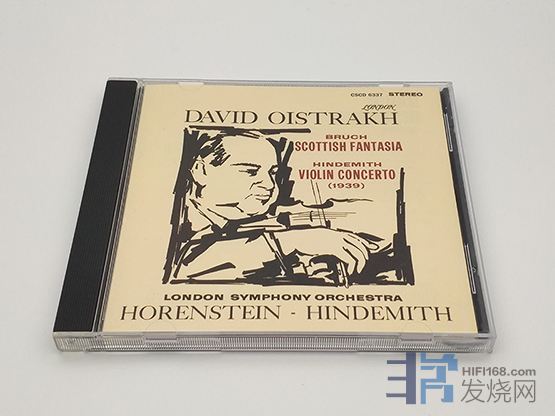 CSCD 6337 STEREO
LONDON
DAVID OISTRAKH
BRUCH
SCOTTISH FANTASIA
HINDEMITH
VIOLIN CONCERTO
(1939)
LONDON SYMPHONY ORCHESTRA
HORENSTEIN - HINDEMITH
HIFI168.com
发烧网